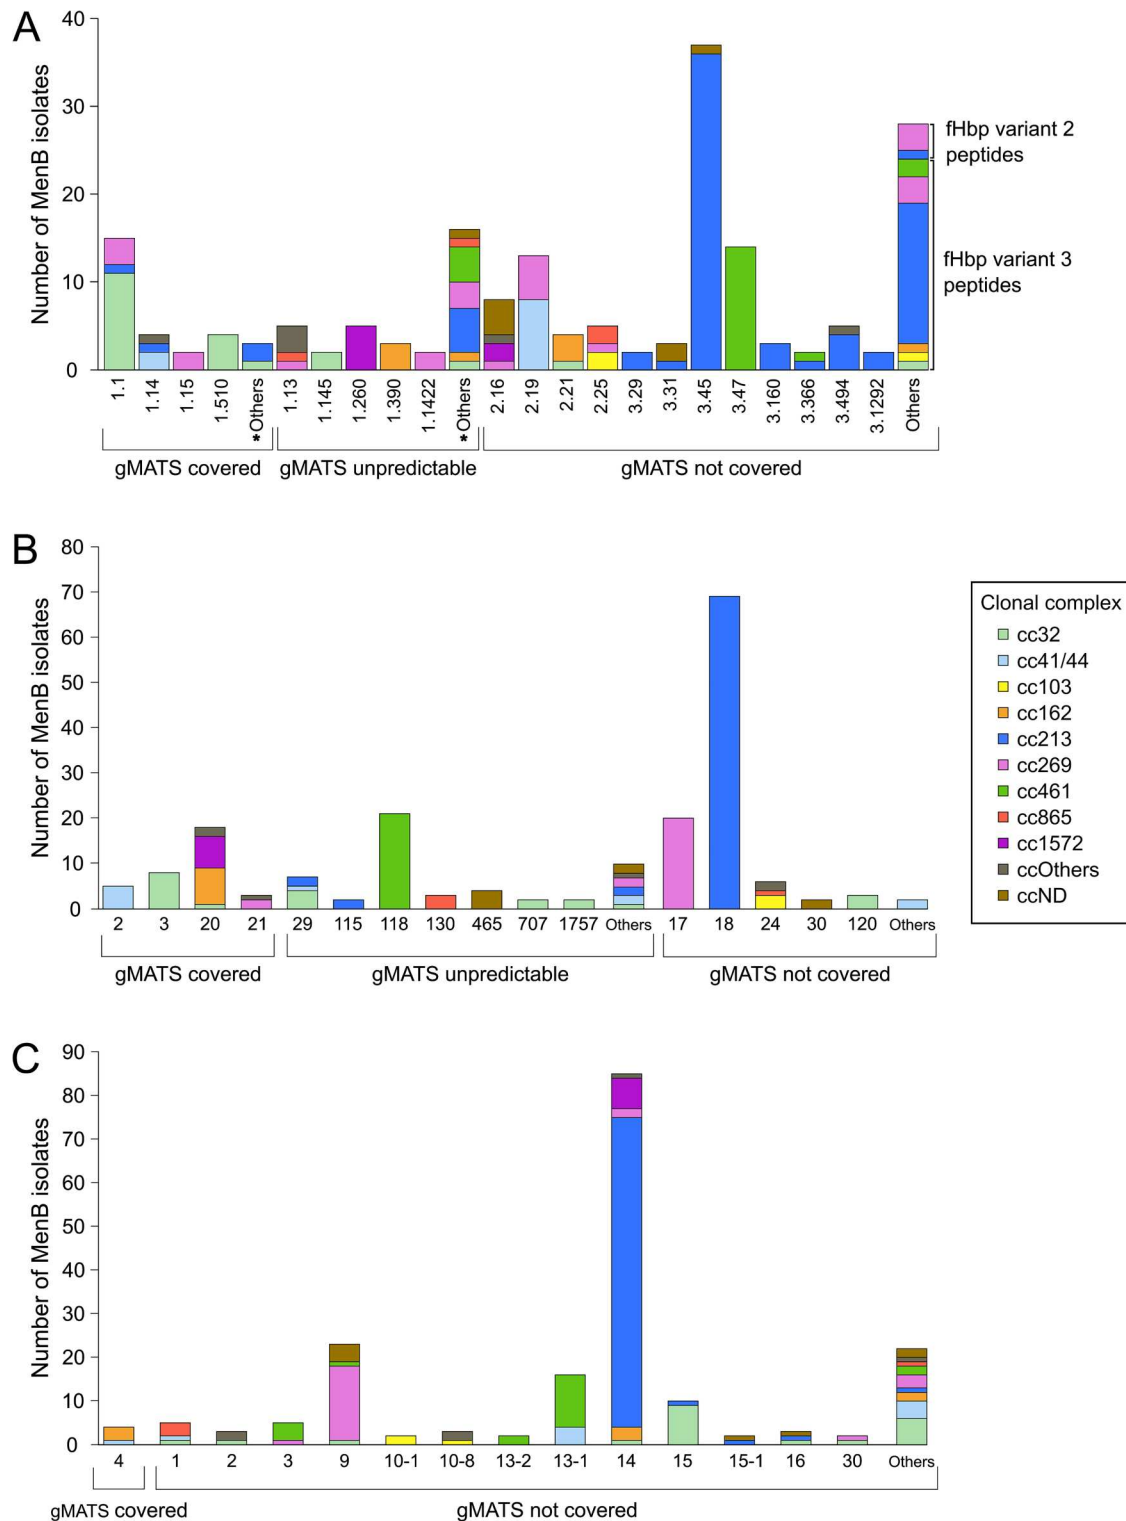 A
Number of MenB isolates
40
30
20
10
0
1.1
1.14
1.15
1.510
*Others
1.13
1.145
1.260
1.390
1.1422
*Others
2.16
2.19
2.21
2.25
3.29
3.31
3.45
3.47
3.160
3.366
3.494
3.1292
Others
gMATS covered
gMATS unpredictable
gMATS not covered
fHbp variant 2
peptides
fHbp variant 3
peptides
B
Number of MenB isolates
80
70
60
50
40
30
20
10
0
2 3 20 21 29 115 118 130 465 707 1757 Others 17 18 24 30 120 Others
gMATS covered
gMATS unpredictable
gMATS not covered
Clonal complex
cc32
cc41/44
cc103
cc162
cc213
cc269
cc461
cc865
cc1572
ccOthers
ccND
C
Number of MenB isolates
90
80
70
60
50
40
30
20
10
0
4 1 2 3 9 10-1 10-8 13-2 13-1 14 15 15-1 16 30 Others
gMATS covered
gMATS not covered